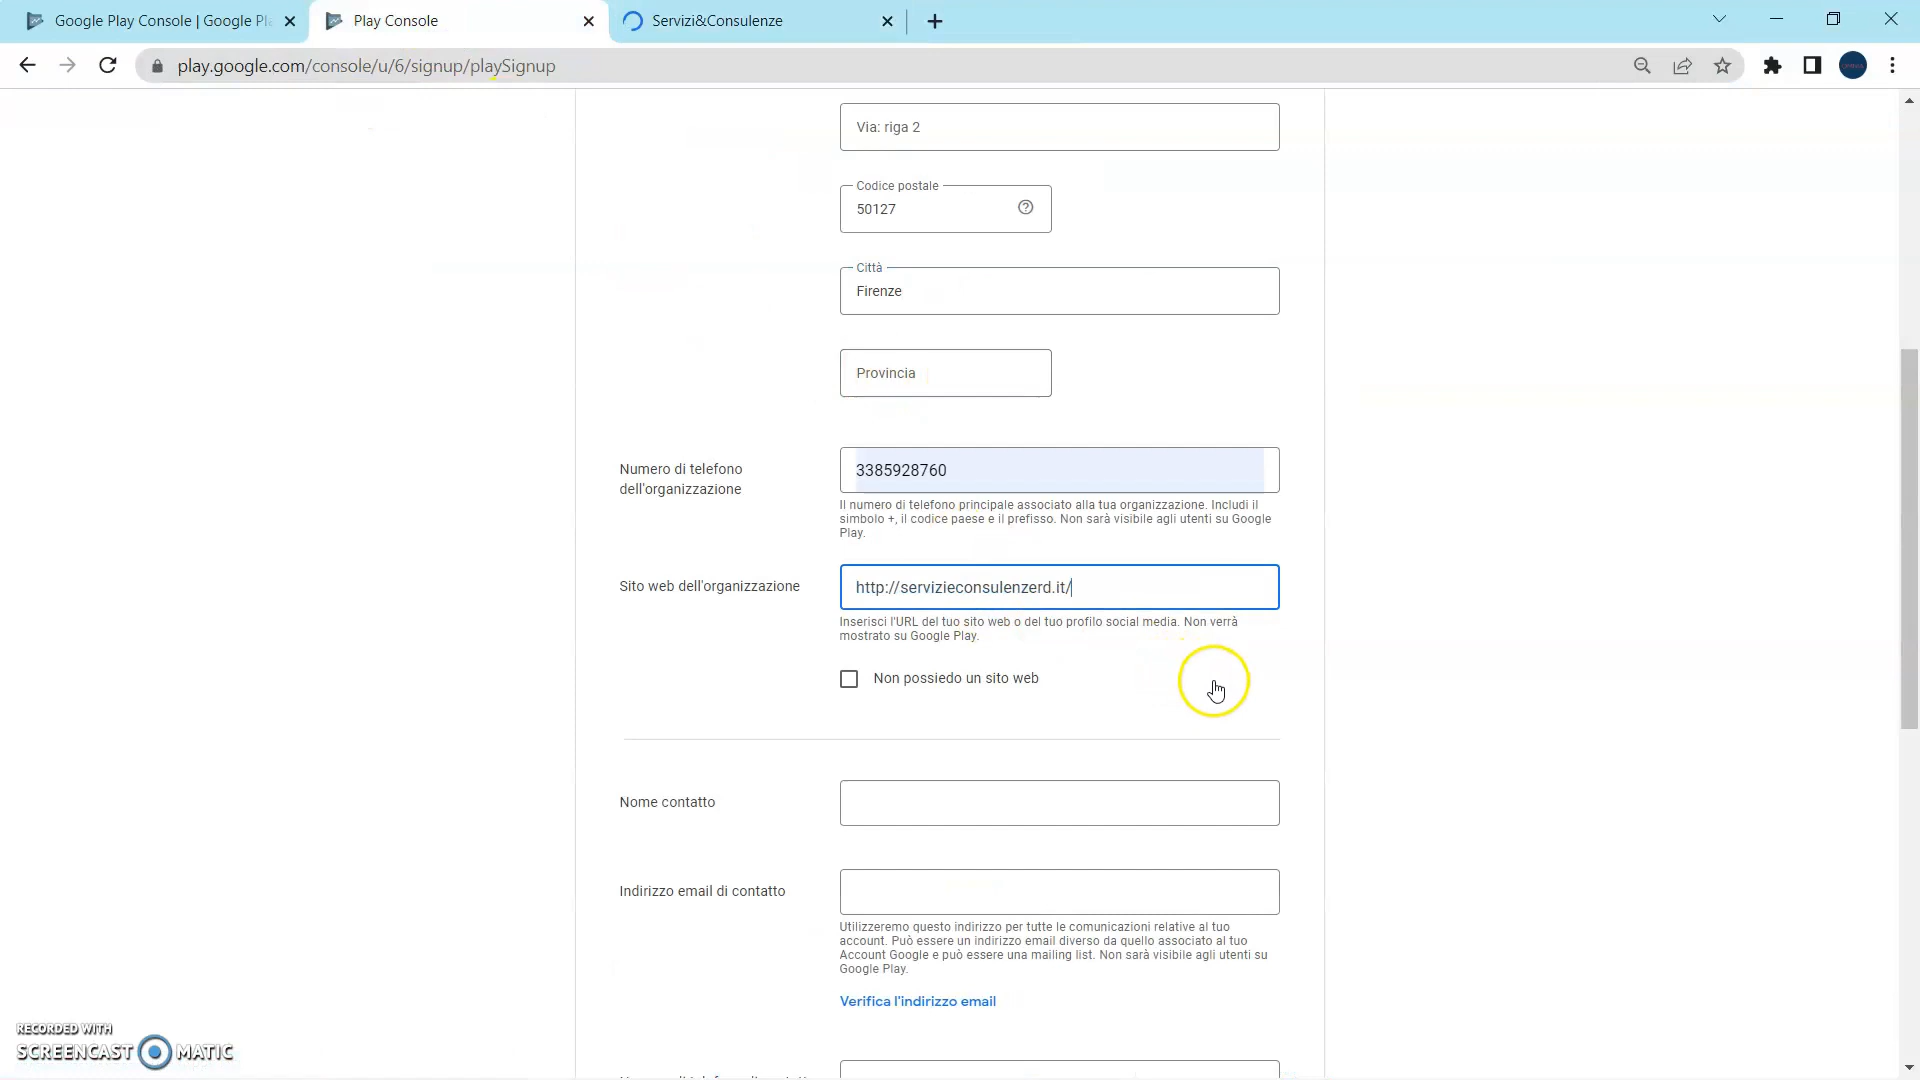 Google Play Console | Google Pl
Play Console
Servizi&Consulenze
play.google.com/console/u/6/signup/playSignup
Via: riga 2
Codice postale
50127
Città
Firenze
Provincia
Numero di telefono
dell'organizzazione
3385928760
Il numero di telefono principale associato alla tua organizzazione. Includi il
simbolo +, il codice paese e il prefisso. Non sarà visibile agli utenti su Google
Play.
Sito web dell'organizzazione
http://servizieconsulenzerd.it/
Inserisci l'URL del tuo sito web o del tuo profilo social media. Non verrà
mostrato su Google Play.
Non possiedo un sito web
Nome contatto
Indirizzo email di contatto
Utilizzeremo questo indirizzo per tutte le comunicazioni relative al tuo
account. Può essere un indirizzo email diverso da quello associato al tuo
Account Google e può essere una mailing list. Non sarà visibile agli utenti su
Google Play.
Verifica l'indirizzo email
RECORDED WITH
SCREENCAST MATIC